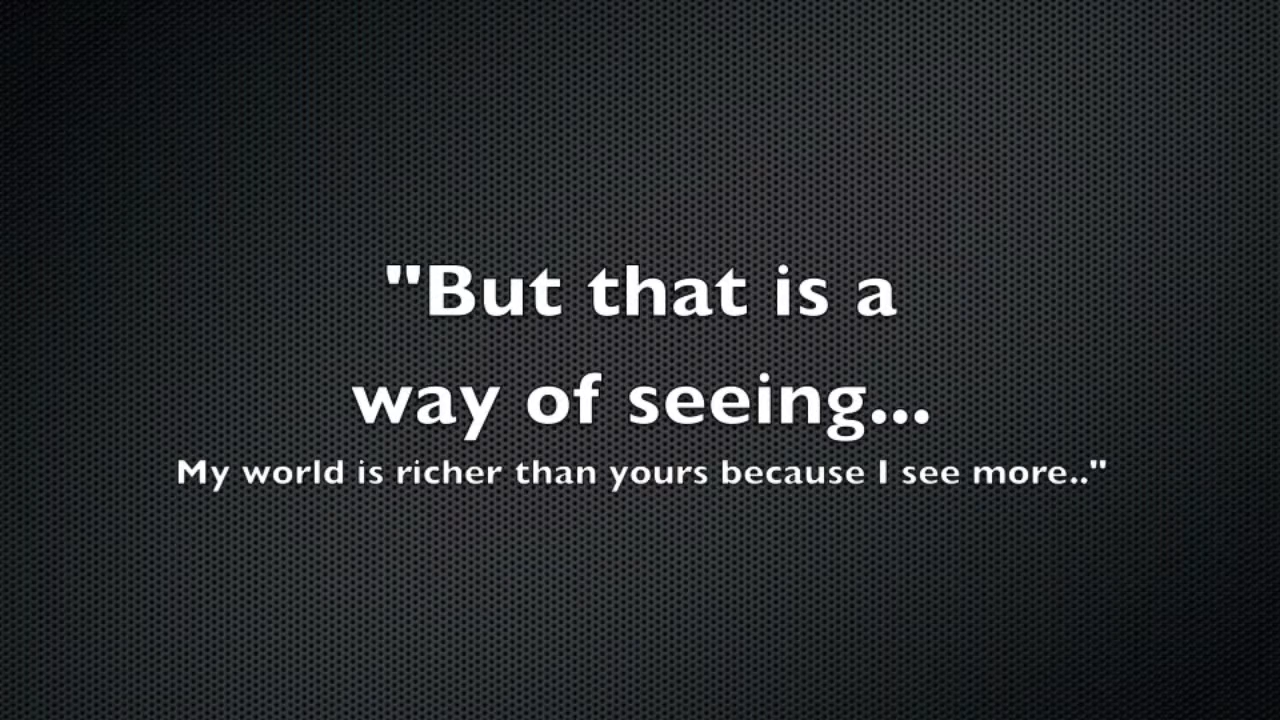 "But that is a
way of seeing...
My world is richer than yours because I see more.."